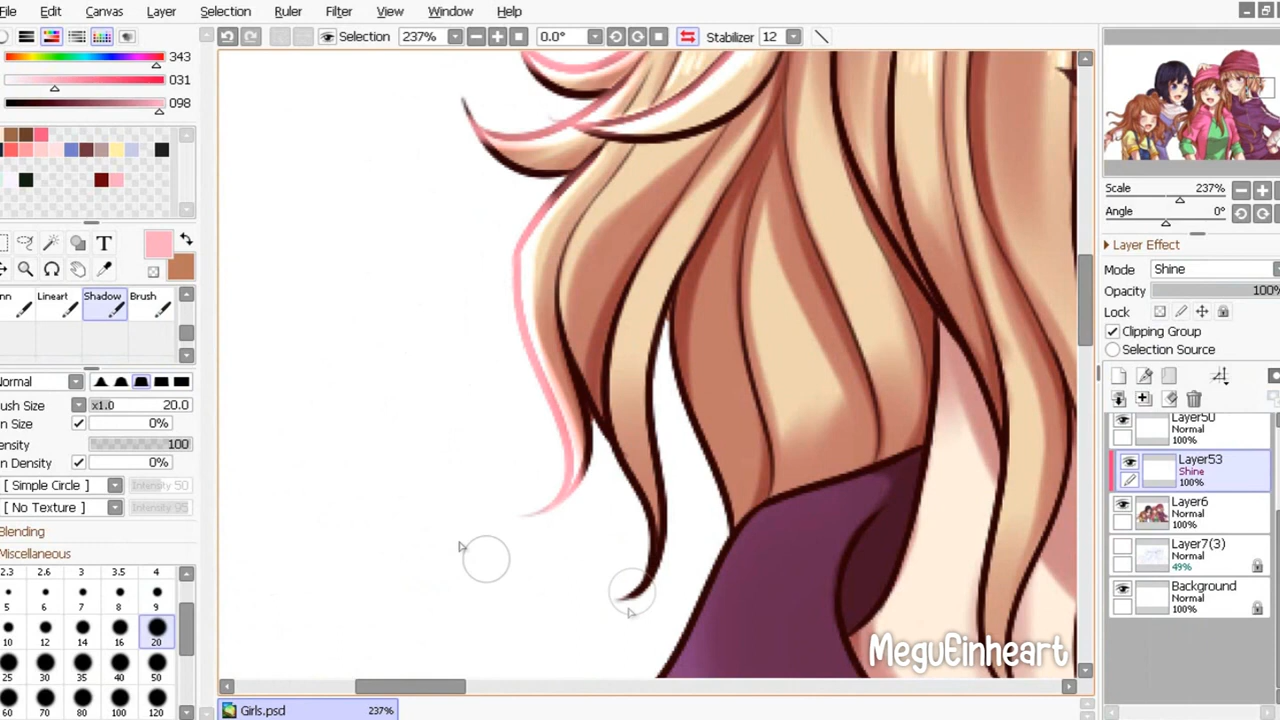 File Edit Canvas Layer Selection Ruler Filter View Window Help
Selection 237% 0.0° Stabilizer 12
343
031
098
T
Lineart Shadow Brush
Normal
x1.0 20.0
0%
100
0%
[ Simple Circle ] Intensity 50
[ No Texture ] Intensity 95
Blending
Miscellaneous
2.3 2.6 3 3.5 4
5 6 7 8 9
10 12 14 16 20
25 30 35 40 50
60 70 80 100 120
Scale 237%
Angle 0°
Layer Effect
Mode Shine
Opacity 100%
Lock
Clipping Group
Selection Source
Layer50
Normal
100%
Layer53
Shine
100%
Layer6
Normal
100%
Layer7(3)
Normal
49%
Background
Normal
100%
MeguEinheart
Girls.psd 237%